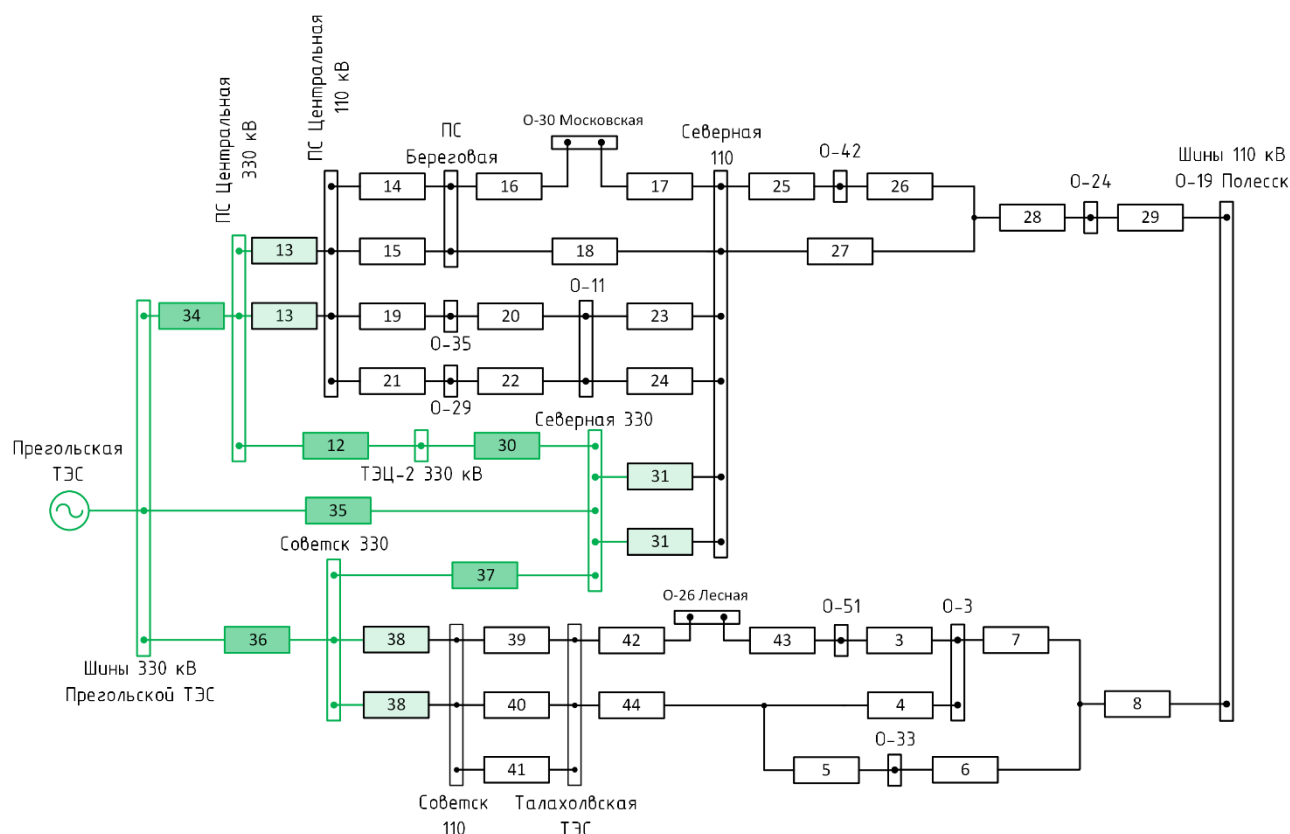 ПС Центральная
330 кВ
ПС Центральная
110 кВ
ПС
Береговая
О-30 Московская
Северная
110
О-42
О-24
Шины 110 кВ
О-19 Полесск
14
16
17
25
26
28
29
13
15
18
27
34
13
19
20
О-11
23
О-35
21
22
24
О-29
Северная 330
Прегольская
ТЭС
12
30
ТЭЦ-2 330 кВ
31
35
31
Советск 330
37
О-26 Лесная
О-51
О-3
36
38
39
42
43
3
7
Шины 330 кВ
Прегольской ТЭС
38
40
44
4
8
О-33
41
5
6
Советск
110
Талахолвская
ТЭС